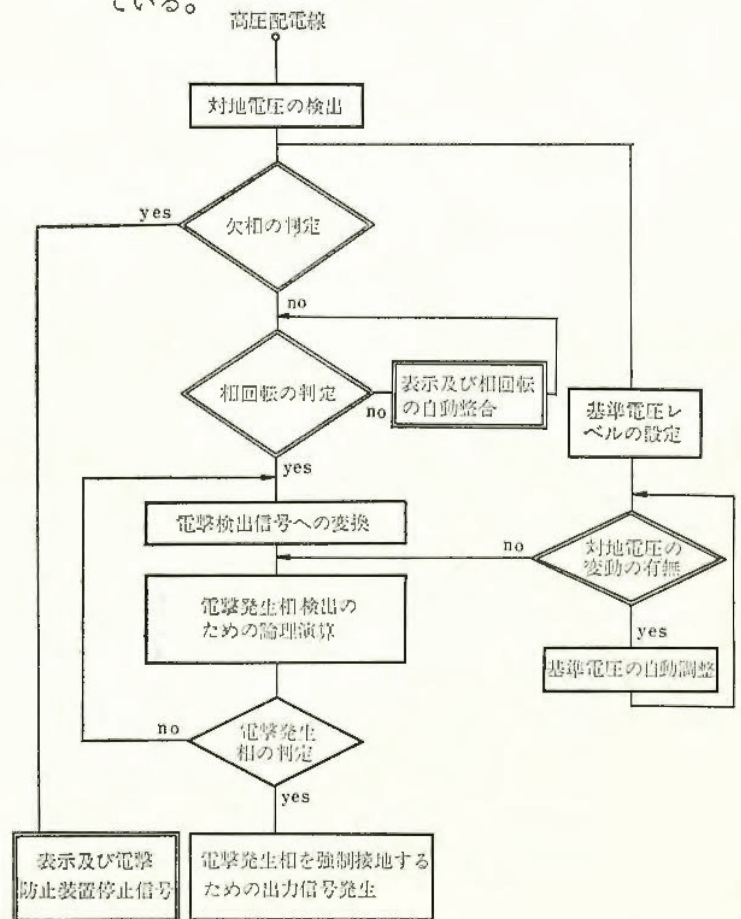 ている。
高圧配電線
対地電圧の検出
yes
欠相の判定
no
相回転の判定
no
表示及び相回転
の自動整合
基準電圧レ
ベルの設定
yes
電撃検出信号への変換
no
対地電圧の
変動の有無
電撃発生相検出の
ための論理演算
yes
基準電圧の自動調整
no
電撃発生
相の判定
yes
表示及び電撃
防止装置停止信号
電撃発生相を強制接地する
ための出力信号発生